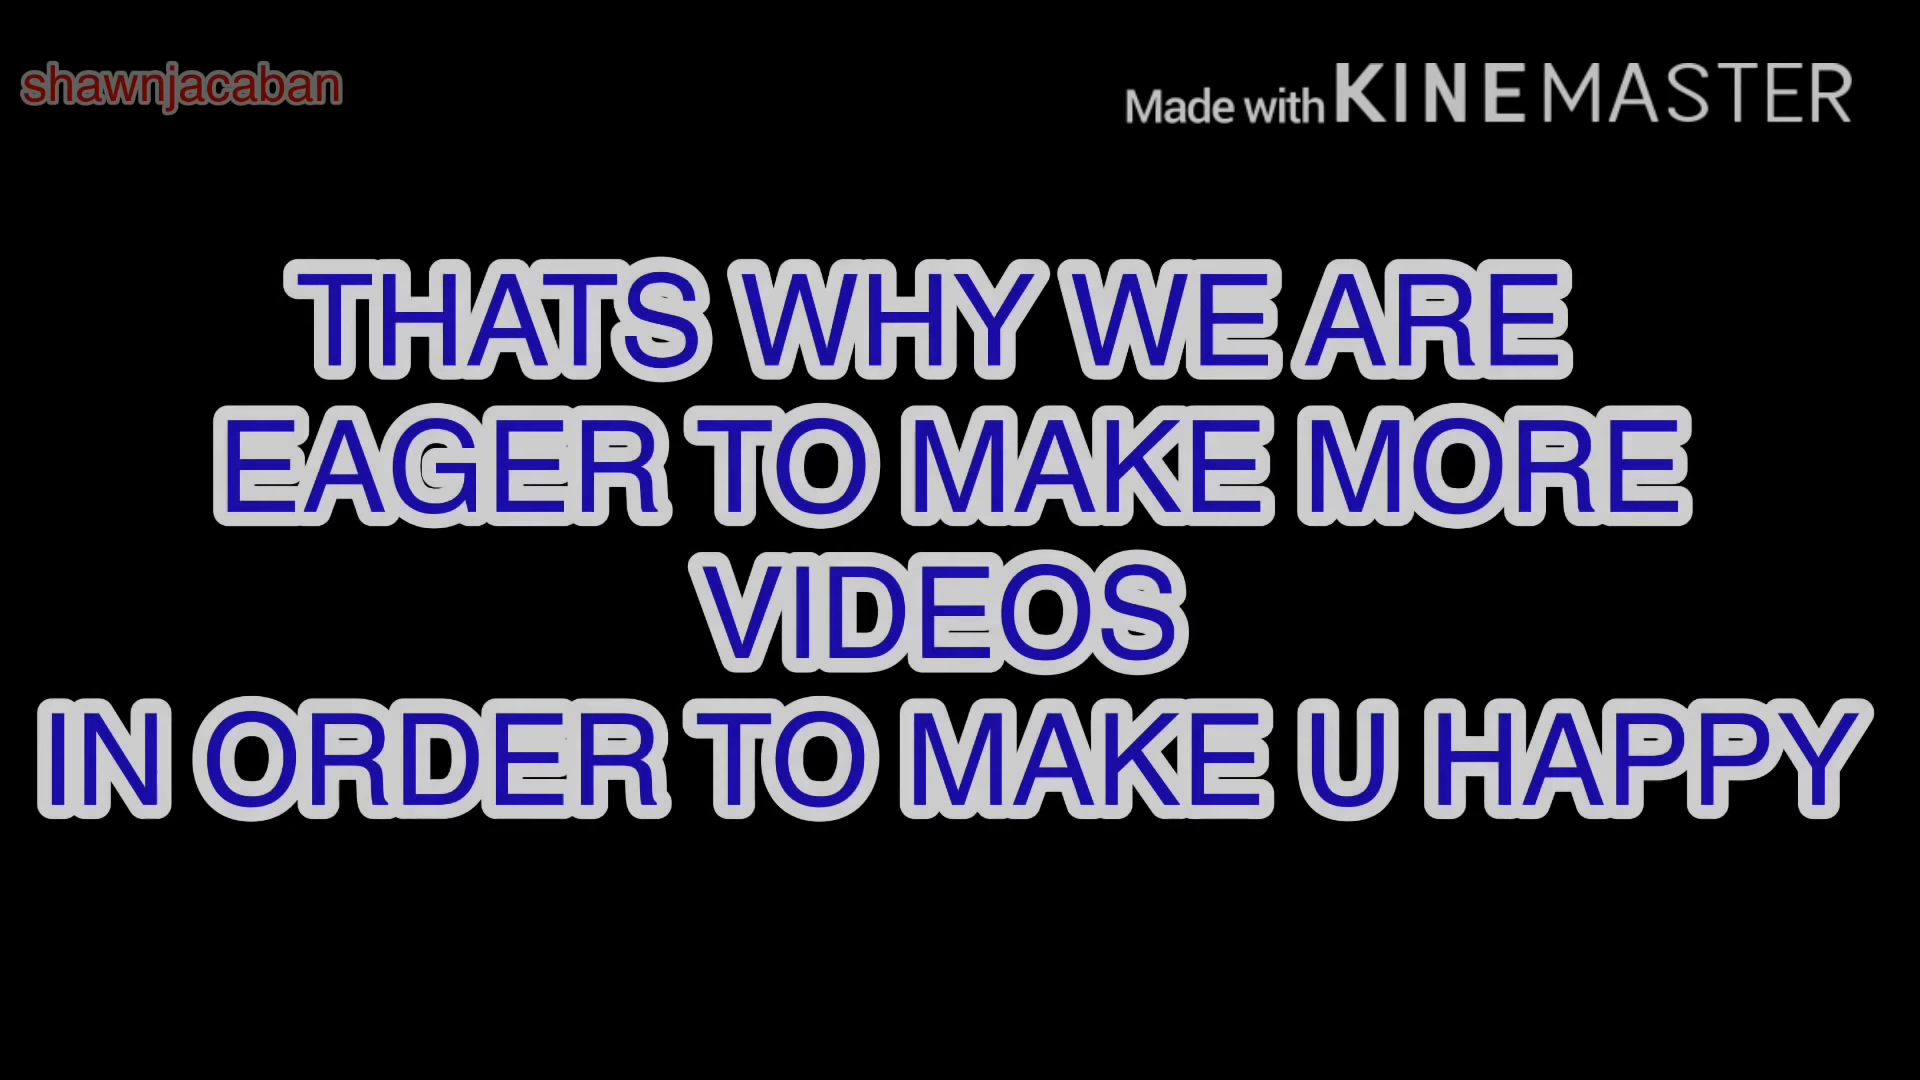 shawnjacaban
Made with KINEMASTER
THATS WHY WE ARE
EAGER TO MAKE MORE
VIDEOS
IN ORDER TO MAKE U HAPPY